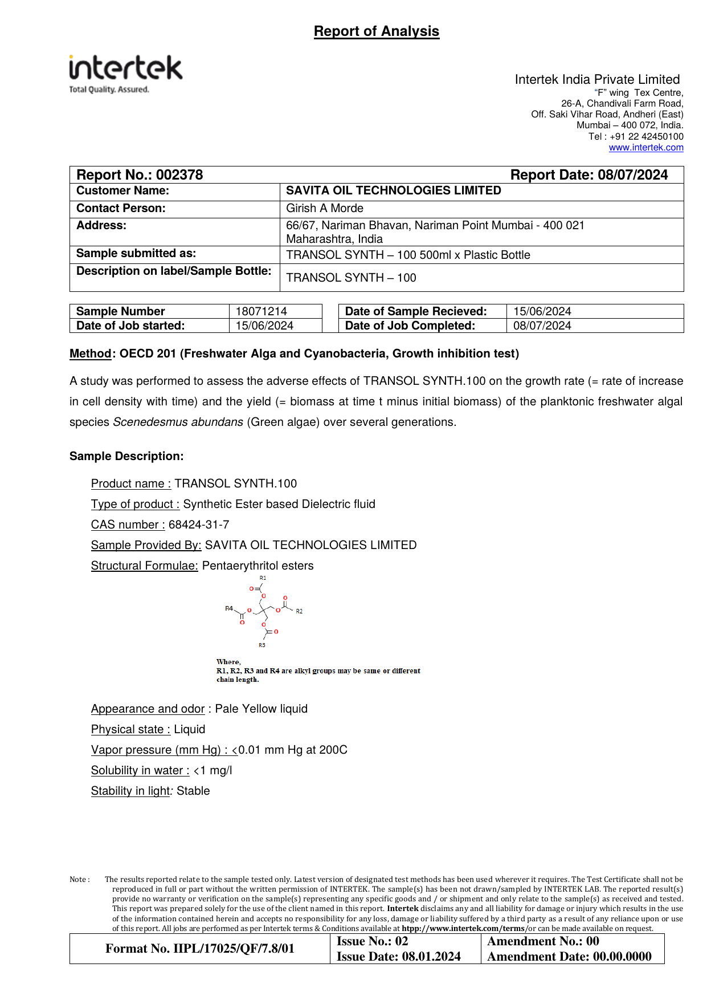 Report of Analysis
intertek
Total Quality. Assured.
Intertek India Private Limited
“F” wing Tex Centre,
26-A, Chandivali Farm Road,
Off. Saki Vihar Road, Andheri (East)
Mumbai – 400 072, India.
Tel : +91 22 42450100
www.intertek.com
Report No.: 002378 Report Date: 08/07/2024
Customer Name: SAVITA OIL TECHNOLOGIES LIMITED
Contact Person: Girish A Morde
Address: 66/67, Nariman Bhavan, Nariman Point Mumbai - 400 021
Maharashtra, India
Sample submitted as: TRANSOL SYNTH – 100 500ml x Plastic Bottle
Description on label/Sample Bottle: TRANSOL SYNTH – 100
Sample Number 18071214 Date of Sample Recieved: 15/06/2024
Date of Job started: 15/06/2024 Date of Job Completed: 08/07/2024
Method: OECD 201 (Freshwater Alga and Cyanobacteria, Growth inhibition test)
A study was performed to assess the adverse effects of TRANSOL SYNTH.100 on the growth rate (= rate of increase
in cell density with time) and the yield (= biomass at time t minus initial biomass) of the planktonic freshwater algal
species Scenedesmus abundans (Green algae) over several generations.
Sample Description:
Product name : TRANSOL SYNTH.100
Type of product : Synthetic Ester based Dielectric fluid
CAS number : 68424-31-7
Sample Provided By: SAVITA OIL TECHNOLOGIES LIMITED
Structural Formulae: Pentaerythritol esters
R1
O
O
O
R4
O
O
R2
O
O
O
R3
Where,
R1, R2, R3 and R4 are alkyl groups may be same or different
chain length.
Appearance and odor : Pale Yellow liquid
Physical state : Liquid
Vapor pressure (mm Hg) : <0.01 mm Hg at 200C
Solubility in water : <1 mg/l
Stability in light: Stable
Note : The results reported relate to the sample tested only. Latest version of designated test methods has been used wherever it requires. The Test Certificate shall not be
reproduced in full or part without the written permission of INTERTEK. The sample(s) has been not drawn/sampled by INTERTEK LAB. The reported result(s)
provide no warranty or verification on the sample(s) representing any specific goods and / or shipment and only relate to the sample(s) as received and tested.
This report was prepared solely for the use of the client named in this report. Intertek disclaims any and all liability for damage or injury which results in the use
of the information contained herein and accepts no responsibility for any loss, damage or liability suffered by a third party as a result of any reliance upon or use
of this report. All jobs are performed as per Intertek terms & Conditions available at htpp://www.intertek.com/terms/or can be made available on request.
Format No. IIPL/17025/QF/7.8/01
Issue No.: 02
Issue Date: 08.01.2024
Amendment No.: 00
Amendment Date: 00.00.0000